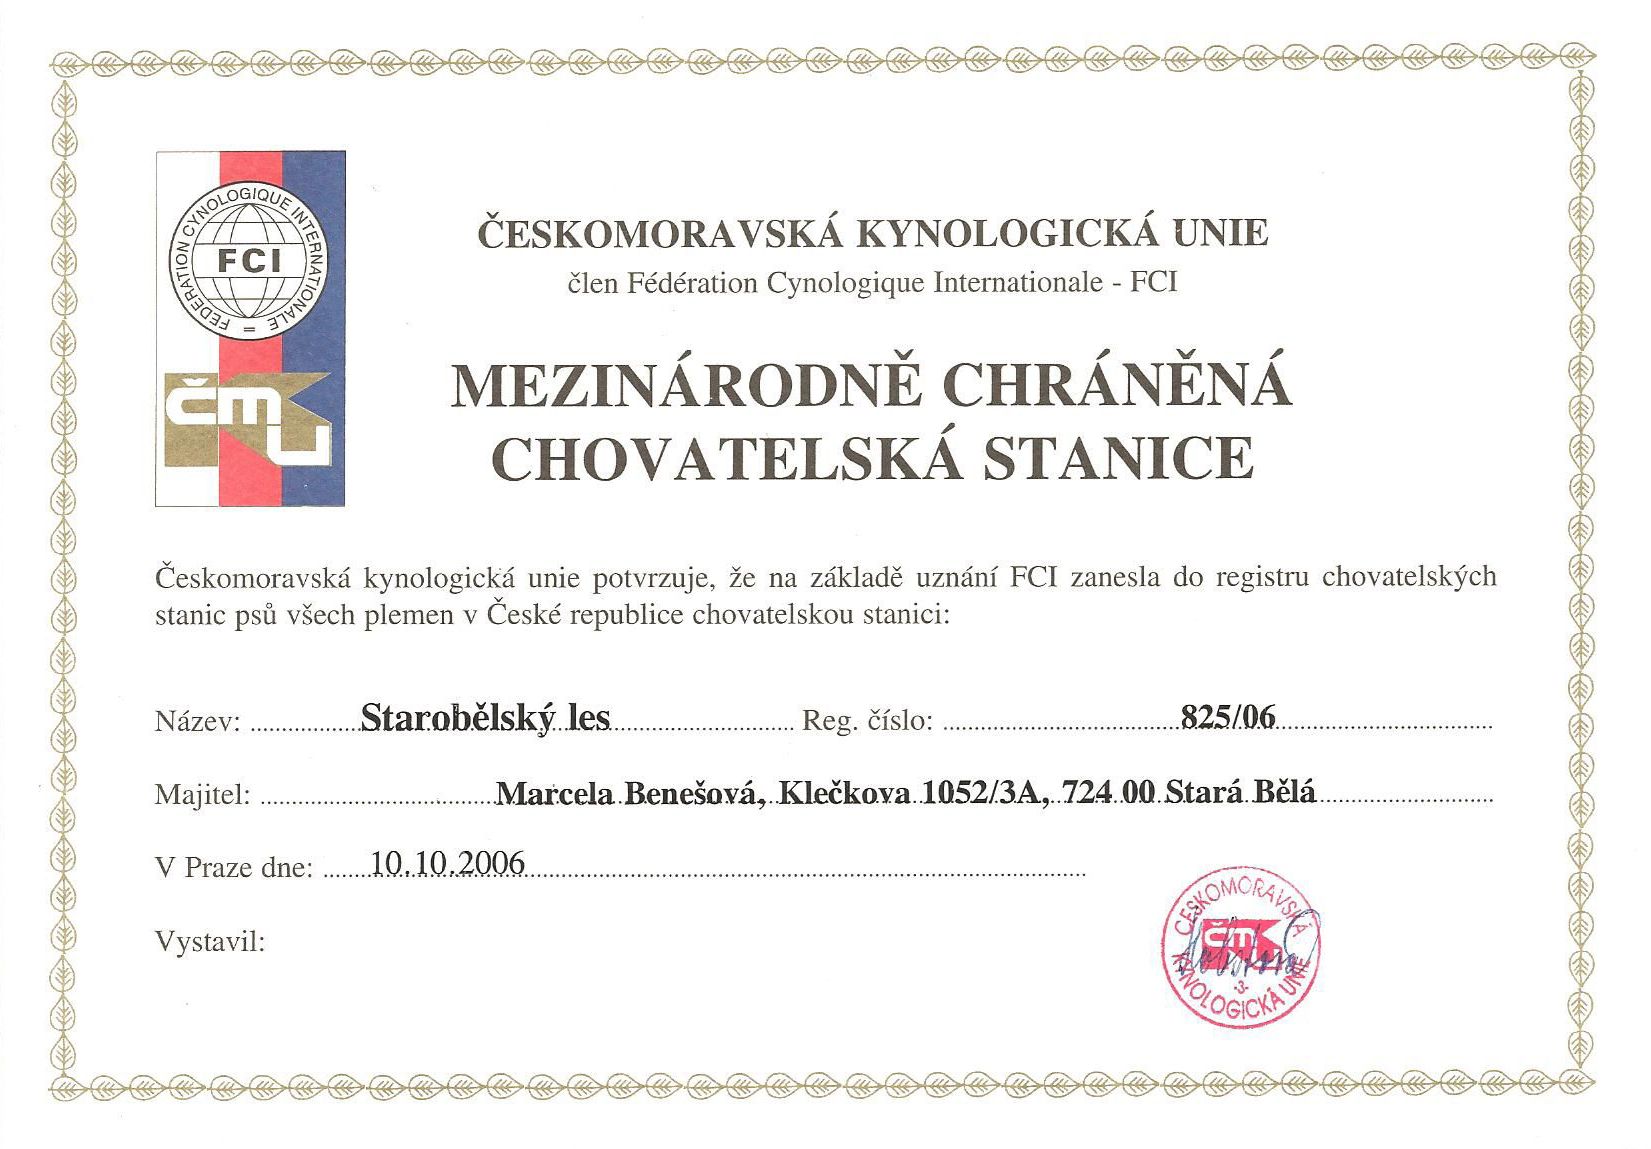 FEDERATION CYNOLOGIQUE INTERNATIONALE =
FCI
čmku
ČESKOMORAVSKÁ KYNOLOGICKÁ UNIE
člen Fédération Cynologique Internationale - FCI
MEZINÁRODNĚ CHRÁNĚNÁ
CHOVATELSKÁ STANICE
Českomoravská kynologická unie potvrzuje, že na základě uznání FCI zanesla do registru chovatelských
stanic psů všech plemen v České republice chovatelskou stanici:
Název: Starobělský les Reg. číslo: 825/06
Majitel: Marcela Benešová, Klečkova 1052/3A, 724 00 Stará Bělá
V Praze dne: 10.10.2006
Vystavil:
ČESKOMORAVSKÁ
čmku
-3-
KYNOLOGICKÁ UNIE